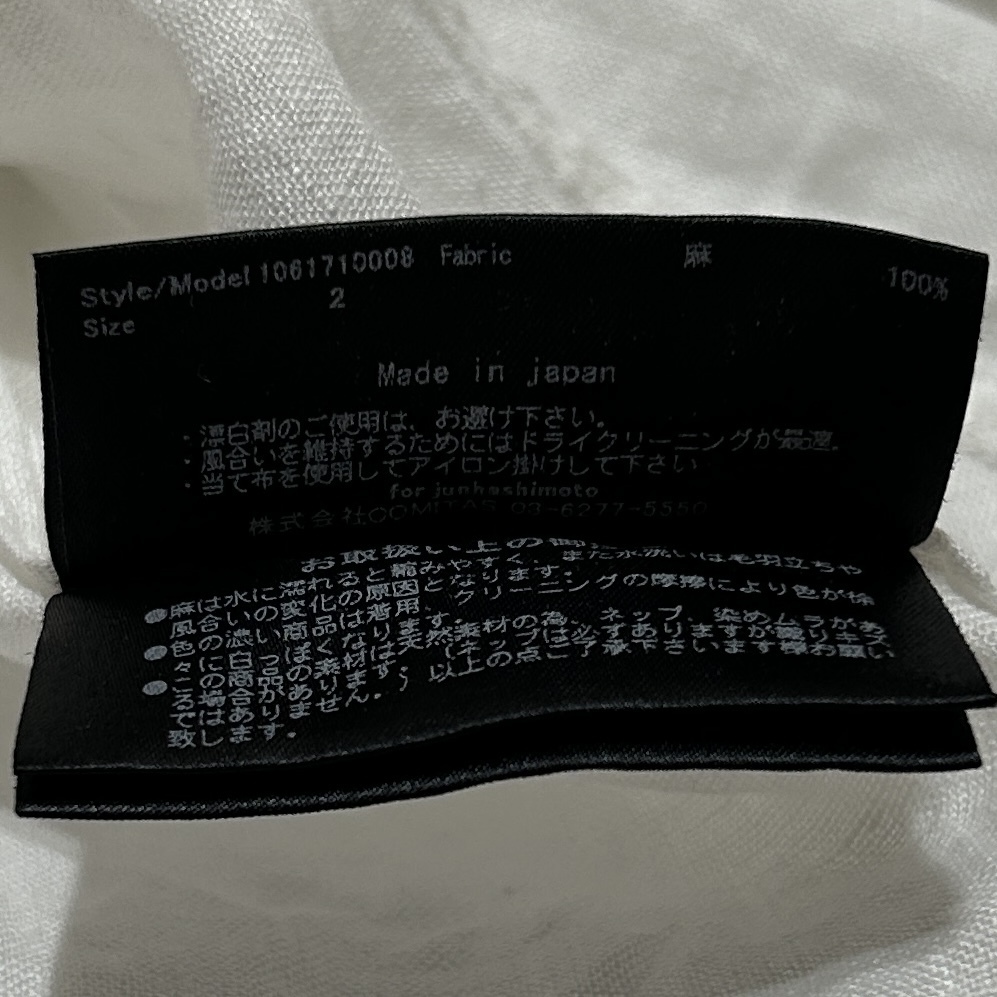 Style/Model 1061710008 Fabric 麻 100%
Size 2
Made in japan
・漂白剤のご使用は、お避け下さい。
・風合いを維持するためにはドライクリーニングが最適.
・当て布を使用してアイロン掛けして下さい
for junhashimoto
株式会社COMITAS 03-6277-5550
お取扱い上の御注
●麻は水に濡れると縮みやすく、また水洗いは毛羽立ちや
風合いの変化の原因となります。
●色の濃い商品は着用、クリーニングの摩擦により色が徐
々に白っぽくなります。
●この商品の素材は天然素材の為、ネップ、染めムラがあ
る場合があります。(ネップは必ずありますが織りキズ
ではありません。) 以上の点ご了承下さいます様お願い
致します。